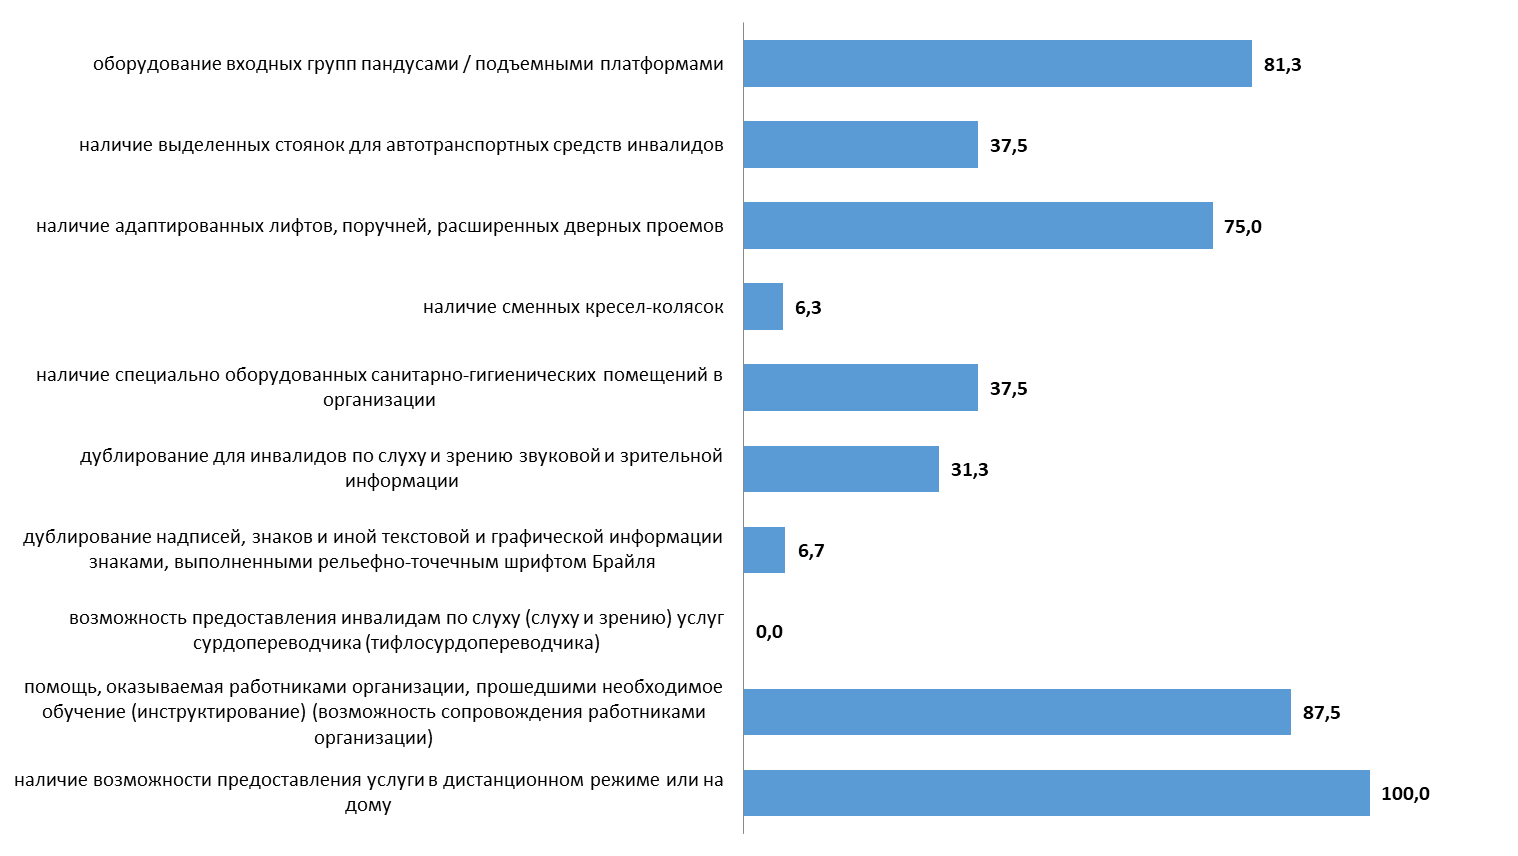 оборудование входных групп пандусами / подъемными платформами
81,3
наличие выделенных стоянок для автотранспортных средств инвалидов
37,5
наличие адаптированных лифтов, поручней, расширенных дверных проемов
75,0
наличие сменных кресел-колясок
6,3
наличие специально оборудованных санитарно-гигиенических помещений в
организации
37,5
дублирование для инвалидов по слуху и зрению звуковой и зрительной
информации
31,3
дублирование надписей, знаков и иной текстовой и графической информации
знаками, выполненными рельефно-точечным шрифтом Брайля
6,7
возможность предоставления инвалидам по слуху (слуху и зрению) услуг
сурдопереводчика (тифлосурдопереводчика)
0,0
помощь, оказываемая работниками организации, прошедшими необходимое
обучение (инструктирование) (возможность сопровождения работниками
организации)
87,5
наличие возможности предоставления услуги в дистанционном режиме или на
дому
100,0